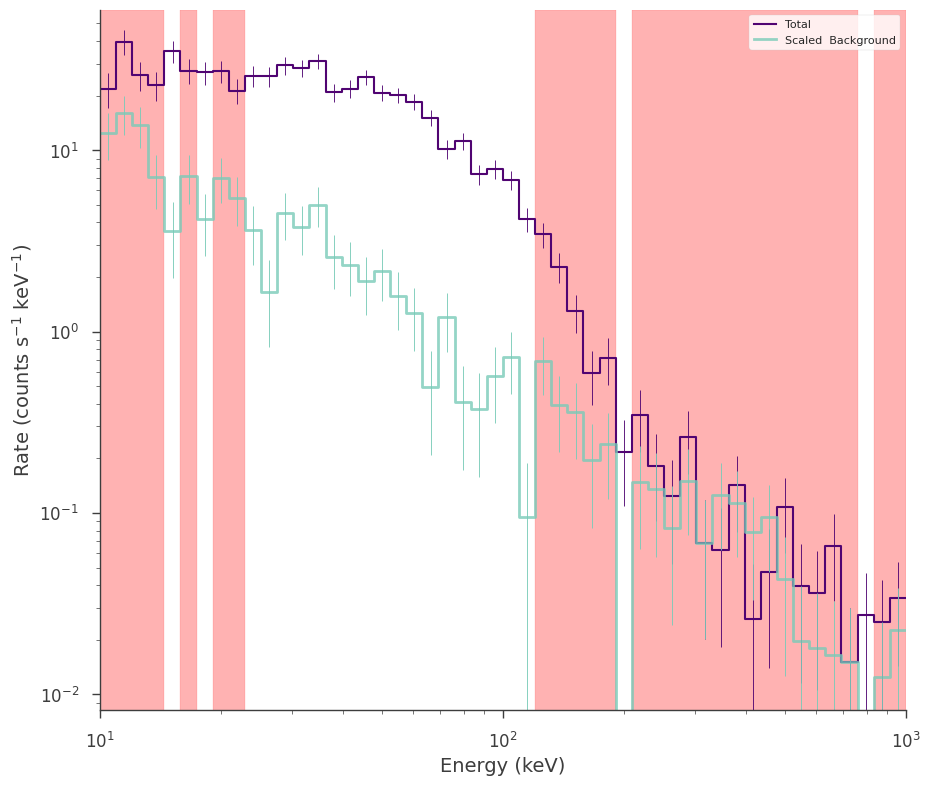 Total
Scaled  Background
10¹
10⁰
10⁻¹
10⁻²
Rate (counts s⁻¹ keV⁻¹)
10¹
10²
10³
Energy (keV)